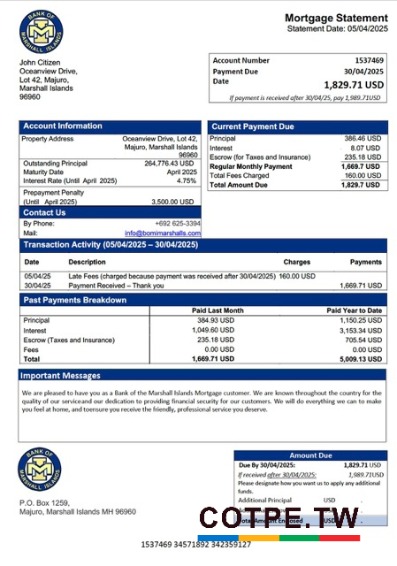 BANK OF MARSHALL ISLANDS
Mortgage Statement
Statement Date: 05/04/2025
John Citizen
Oceanview Drive,
Lot 42, Majuro,
Marshall Islands
96960
Account Number 1537469
Payment Due 30/04/2025
Date 1,829.71 USD
If payment is received after 30/04/25, pay 1,989.71USD
Account Information
Property Address Oceanview Drive, Lot 42,
Majuro, Marshall Islands
96960
Outstanding Principal 264,776.43 USD
Maturity Date April 2025
Interest Rate (Until April 2025) 4.75%
Prepayment Penalty
(Until April 2025) 3,500.00 USD
Contact Us
By Phone: +692 625-3394
Mail: info@bomimarshalls.com
Current Payment Due
Principal 386.46 USD
Interest 8.07 USD
Escrow (for Taxes and Insurance) 235.18 USD
Regular Monthly Payment 1,669.7 USD
Total Fees Charged 160.00 USD
Total Amount Due 1,829.7 USD
Transaction Activity (05/04/2025 – 30/04/2025)
Date Description Charges Payments
05/04/25 Late Fees (charged because payment was received after 30/04/2025) 160.00 USD
30/04/25 Payment Received – Thank you 1,669.71 USD
Past Payments Breakdown
Paid Last Month Paid Year to Date
Principal 384.93 USD 1,150.25 USD
Interest 1,049.60 USD 3,153.34 USD
Escrow (Taxes and Insurance) 235.18 USD 705.54 USD
Fees 0.00 USD 0.00 USD
Total 1,669.71 USD 5,009.13 USD
Important Messages
We are pleased to have you as a Bank of the Marshall Islands Mortgage customer. We are known throughout the country for the
quality of our serviceand our dedication to providing financial security for our customers. We will do everything we can to make
you feel at home, and toensure you receive the friendly, professional service you deserve.
BANK OF MARSHALL ISLANDS
P.O. Box 1259,
Majuro, Marshall Islands MH 96960
Amount Due
Due By 30/04/2025: 1,829.71 USD
If received after 30/04/2025: 1,989.71USD
Please designate how you want us to apply any additional
funds.
Additional Principal USD
COTPE.TW
Total Amount Enclosed USD
1537469 34571892 342359127